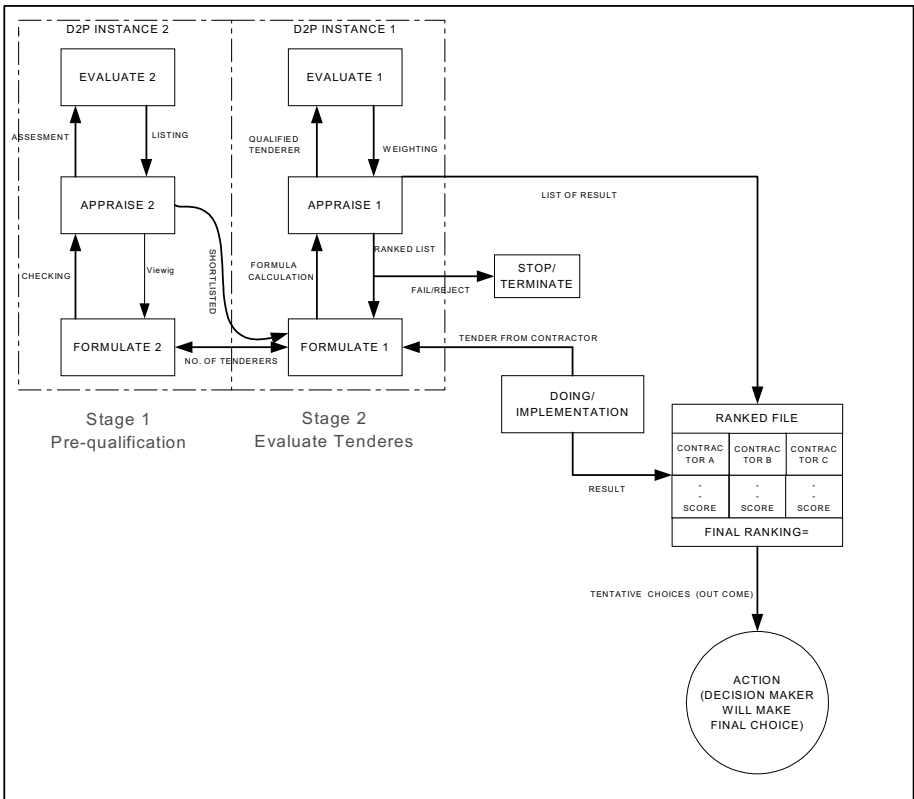 D2P INSTANCE 2
D2P INSTANCE 1
EVALUATE 2
EVALUATE 1
ASSESMENT
LISTING
QUALIFIED
TENDERER
WEIGHTING
APPRAISE 2
APPRAISE 1
LIST OF RESULT
CHECKING
Viewig
SHORTLISTED
FORMULA
CALCULATION
RANKED LIST
FAIL/REJECT
STOP/
TERMINATE
FORMULATE 2
NO. OF TENDERERS
FORMULATE 1
TENDER FROM CONTRACTOR
Stage 1
Pre-qualification
Stage 2
Evaluate Tenderes
DOING/
IMPLEMENTATION
RESULT
RANKED FILE
CONTRAC
TOR A
CONTRAC
TOR B
CONTRAC
TOR C
-
-
SCORE
-
-
SCORE
-
-
SCORE
FINAL RANKING=
TENTATIVE CHOICES (OUT COME)
ACTION
(DECISION MAKER
WILL MAKE
FINAL CHOICE)